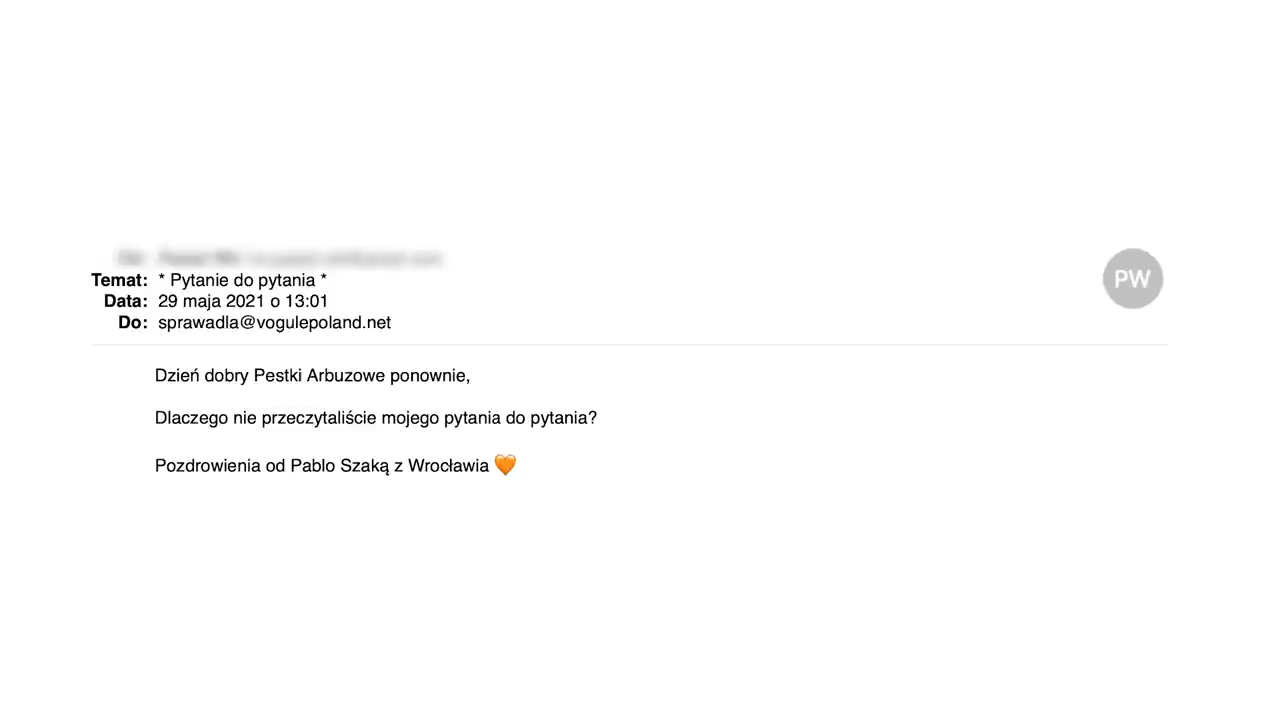 PW
Temat: * Pytanie do pytania *
Data: 29 maja 2021 o 13:01
Do: sprawadla@vogulepoland.net
Dzień dobry Pestki Arbuzowe ponownie,
Dlaczego nie przeczytaliście mojego pytania do pytania?
Pozdrowienia od Pablo Szaką z Wrocławia 🧡